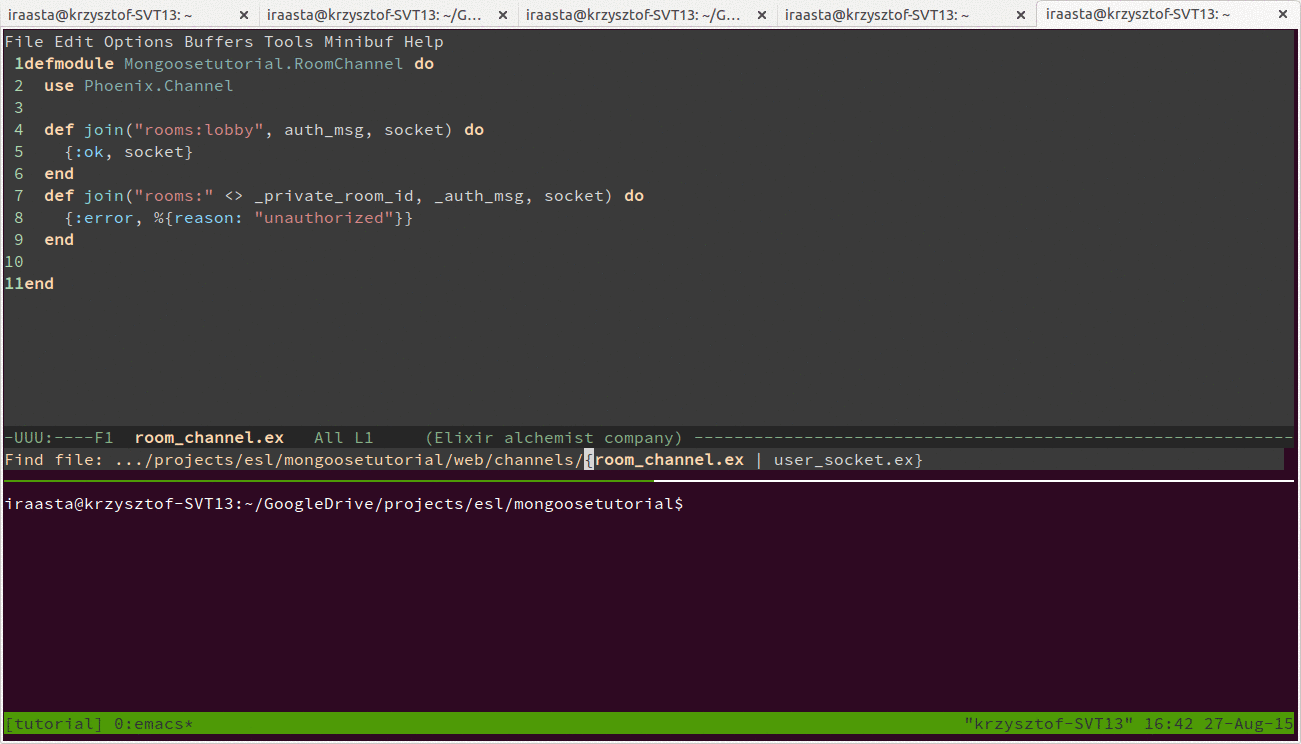 iraasta@krzysztof-SVT13: ~ × iraasta@krzysztof-SVT13: ~/G... × iraasta@krzysztof-SVT13: ~/G... × iraasta@krzysztof-SVT13: ~ × iraasta@krzysztof-SVT13: ~ ×
File Edit Options Buffers Tools Minibuf Help
 1defmodule Mongoosetutorial.RoomChannel do
 2  use Phoenix.Channel
 3
 4  def join("rooms:lobby", auth_msg, socket) do
 5    {:ok, socket}
 6  end
 7  def join("rooms:" <> _private_room_id, _auth_msg, socket) do
 8    {:error, %{reason: "unauthorized"}}
 9  end
10
11end
-UUU:----F1  room_channel.ex   All L1     (Elixir alchemist company) ------------------------------------------------------------
Find file: .../projects/esl/mongoosetutorial/web/channels/{room_channel.ex | user_socket.ex}
iraasta@krzysztof-SVT13:~/GoogleDrive/projects/esl/mongoosetutorial$
[tutorial] 0:emacs* "krzysztof-SVT13" 16:42 27-Aug-15